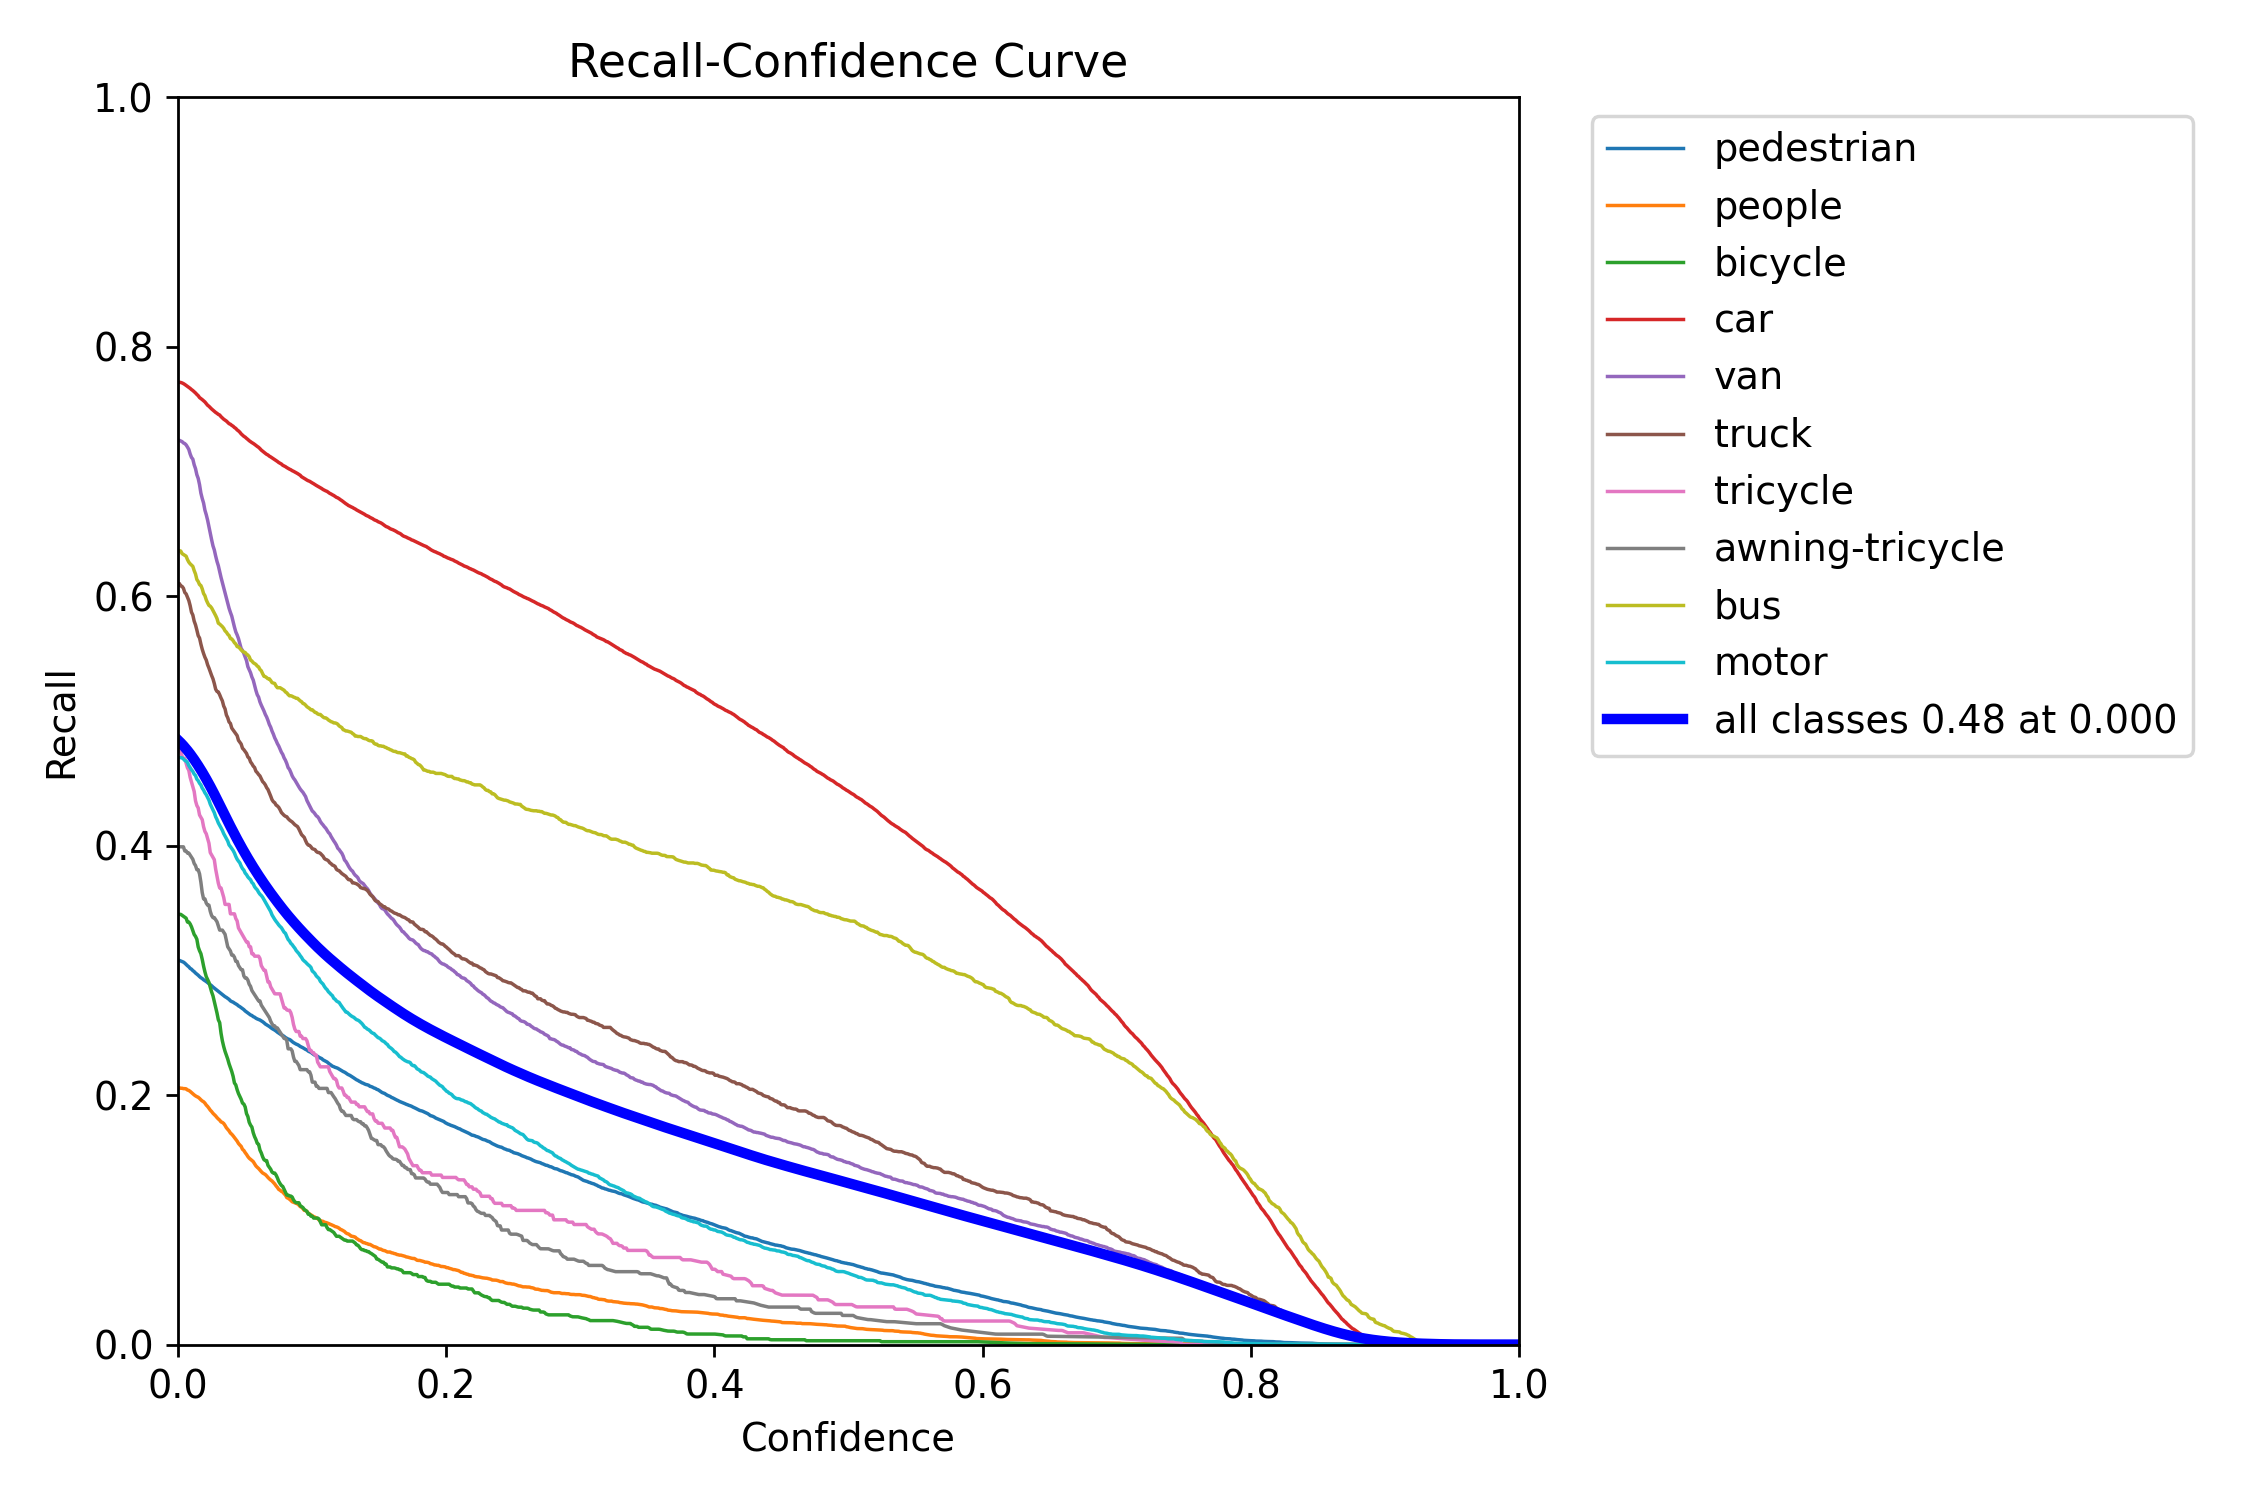 Recall-Confidence Curve
1.0
0.8
0.6
0.4
0.2
0.0
Recall
0.0 0.2 0.4 0.6 0.8 1.0
Confidence
pedestrian
people
bicycle
car
van
truck
tricycle
awning-tricycle
bus
motor
all classes 0.48 at 0.000